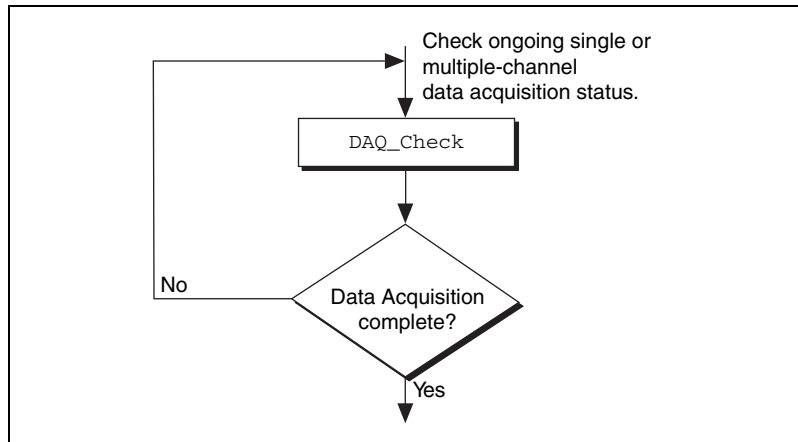 Check ongoing single or
multiple-channel
data acquisition status.
DAQ_Check
Data Acquisition
complete?
No
Yes